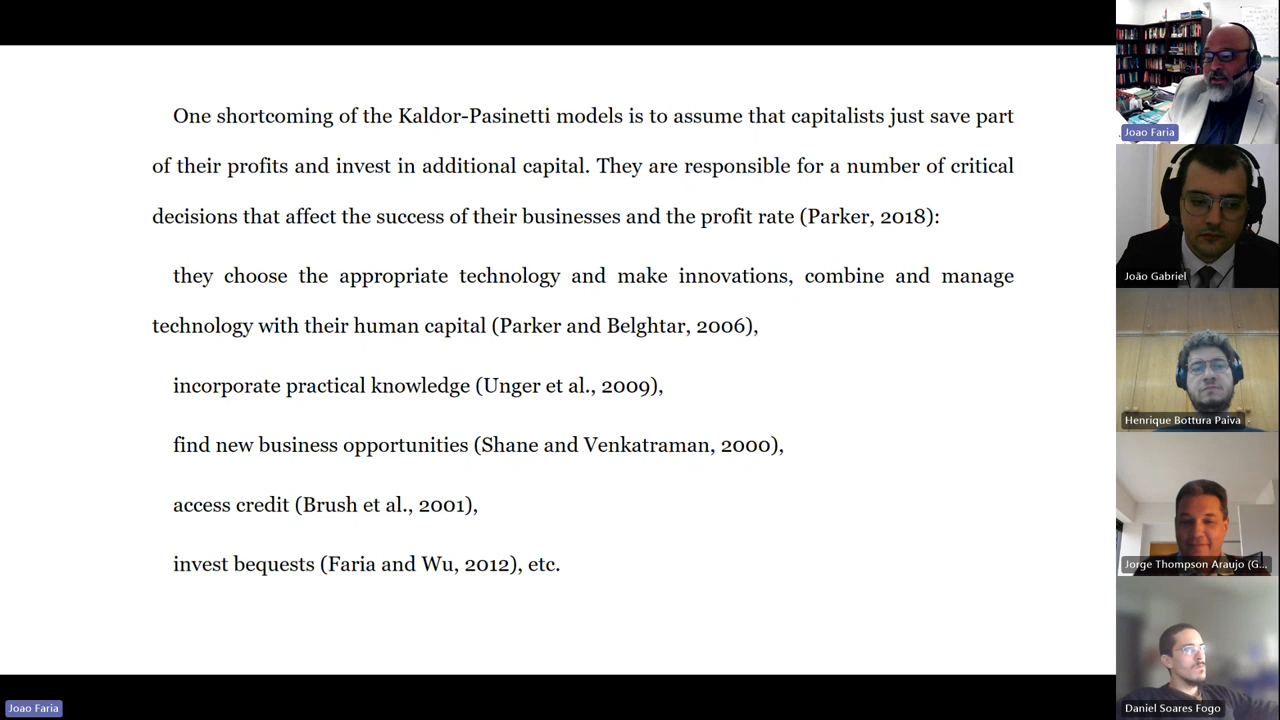 One shortcoming of the Kaldor-Pasinetti models is to assume that capitalists just save part
of their profits and invest in additional capital. They are responsible for a number of critical
decisions that affect the success of their businesses and the profit rate (Parker, 2018):
they choose the appropriate technology and make innovations, combine and manage
technology with their human capital (Parker and Belghtar, 2006),
incorporate practical knowledge (Unger et al., 2009),
find new business opportunities (Shane and Venkatraman, 2000),
access credit (Brush et al., 2001),
invest bequests (Faria and Wu, 2012), etc.
Joao Faria
Joao Faria
João Gabriel
Henrique Bottura Paiva
Jorge Thompson Araujo (G...
Daniel Soares Fogo